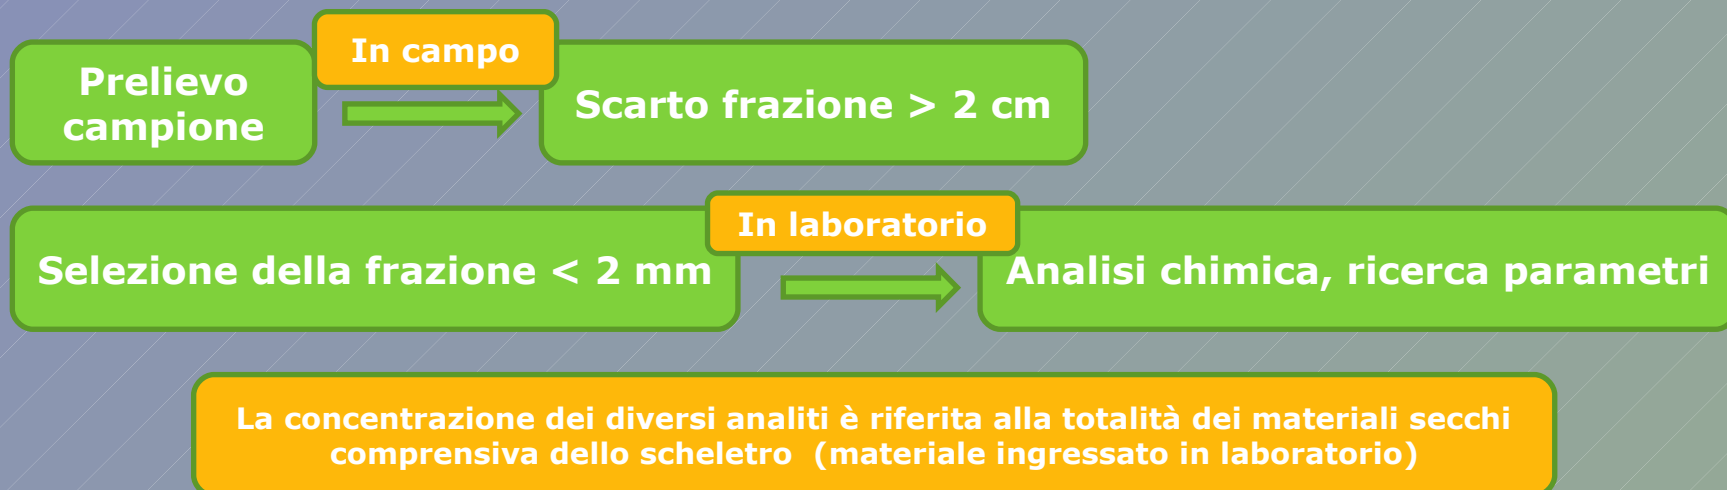 In campo
Prelievo
campione
Scarto frazione > 2 cm
In laboratorio
Selezione della frazione < 2 mm
Analisi chimica, ricerca parametri
La concentrazione dei diversi analiti è riferita alla totalità dei materiali secchi
comprensiva dello scheletro (materiale ingressato in laboratorio)